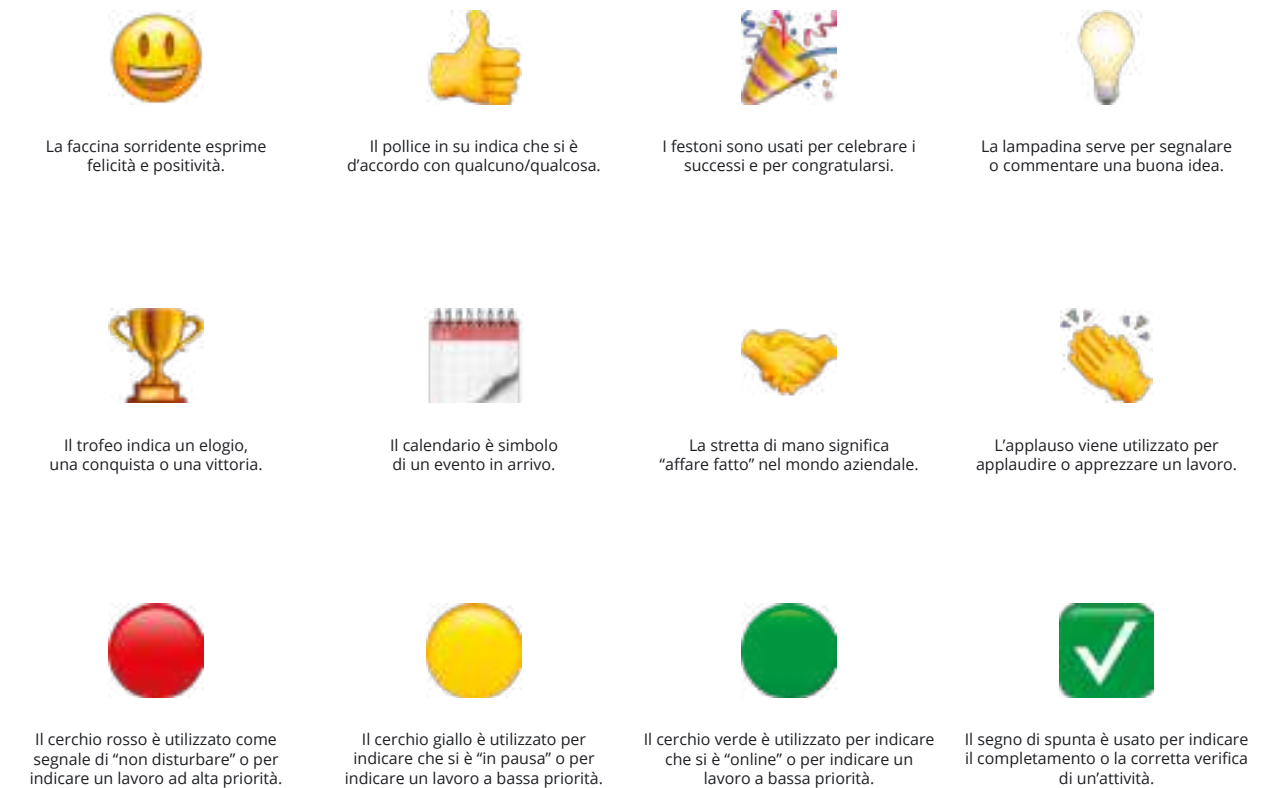 La faccina sorridente esprime
felicità e positività.
Il pollice in su indica che si è
d’accordo con qualcuno/qualcosa.
I festoni sono usati per celebrare i
successi e per congratularsi.
La lampadina serve per segnalare
o commentare una buona idea.
Il trofeo indica un elogio,
una conquista o una vittoria.
Il calendario è simbolo
di un evento in arrivo.
La stretta di mano significa
“affare fatto” nel mondo aziendale.
L’applauso viene utilizzato per
applaudire o apprezzare un lavoro.
Il cerchio rosso è utilizzato come
segnale di “non disturbare” o per
indicare un lavoro ad alta priorità.
Il cerchio giallo è utilizzato per
indicare che si è “in pausa” o per
indicare un lavoro a bassa priorità.
Il cerchio verde è utilizzato per indicare
che si è “online” o per indicare un
lavoro a bassa priorità.
Il segno di spunta è usato per indicare
il completamento o la corretta verifica
di un’attività.